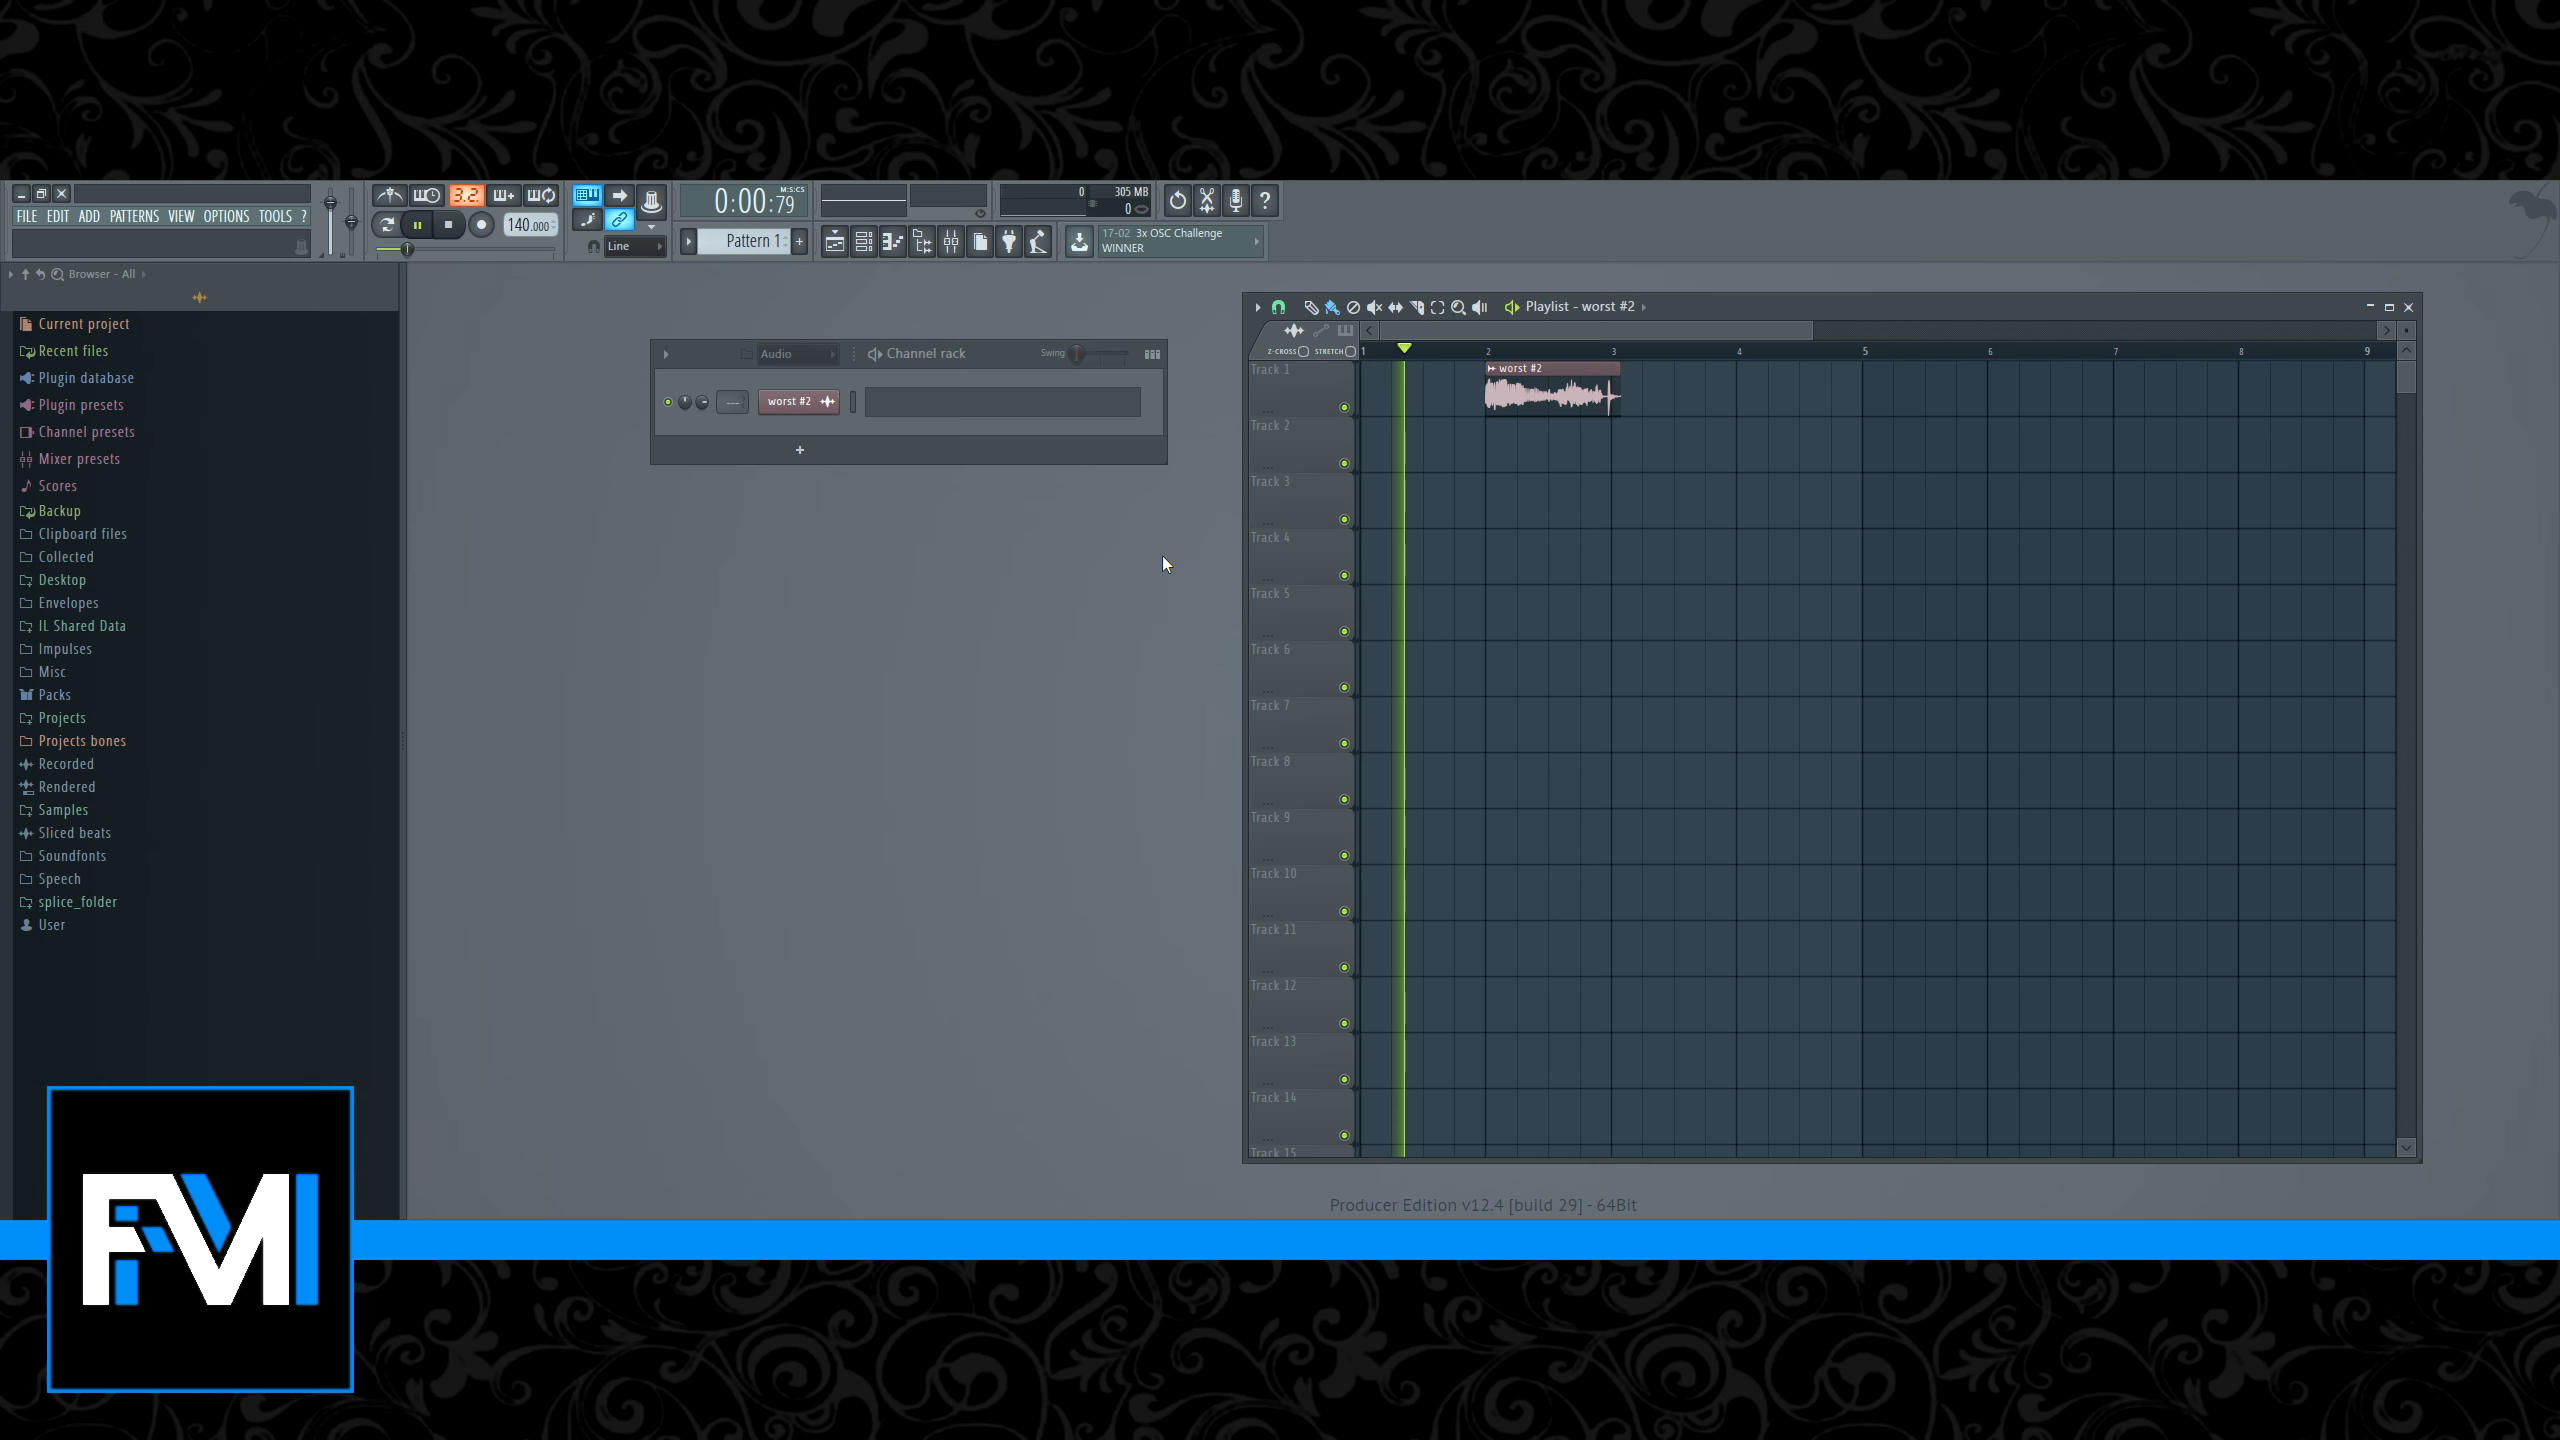 FILE EDIT ADD PATTERNS VIEW OPTIONS TOOLS ?
3.2.
140.000
Line
M:S:CS
0:00:79
Pattern 1
+
0
305 MB
0
?
17-02 3x OSC Challenge
WINNER
Browser - All
Current project
Recent files
Plugin database
Plugin presets
Channel presets
Mixer presets
Scores
Backup
Clipboard files
Collected
Desktop
Envelopes
IL Shared Data
Impulses
Misc
Packs
Projects
Projects bones
Recorded
Rendered
Samples
Sliced beats
Soundfonts
Speech
splice_folder
User
Audio
Channel rack
Swing
---
worst #2
+
Playlist - worst #2
Z-CROSS STRETCH
1 2 3 4 5 6 7 8 9
Track 1
worst #2
Track 2
Track 3
Track 4
Track 5
Track 6
Track 7
Track 8
Track 9
Track 10
Track 11
Track 12
Track 13
Track 14
Track 15
Producer Edition v12.4 [build 29] - 64Bit
FMI